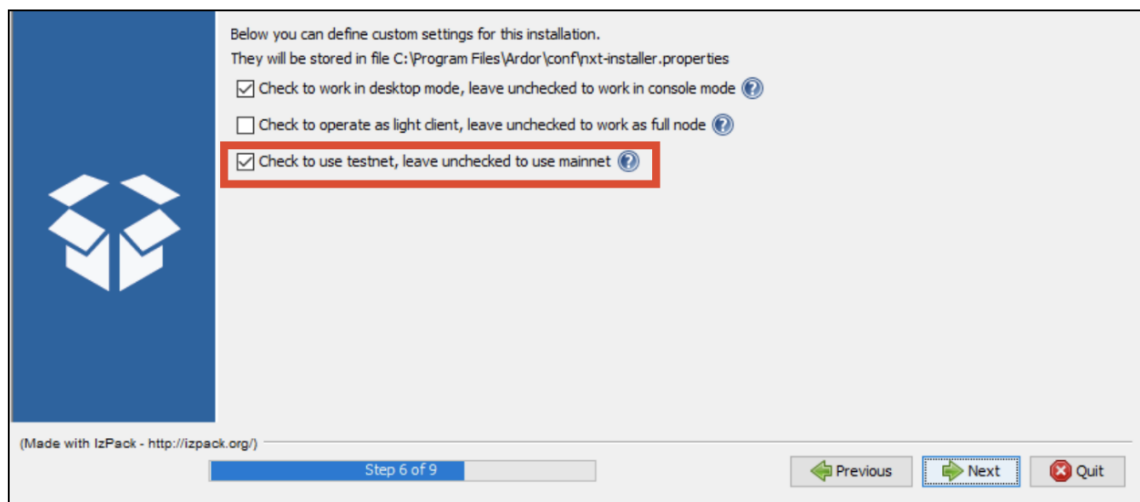 Below you can define custom settings for this installation.
They will be stored in file C:\Program Files\Ardor\conf\nxt-installer.properties
Check to work in desktop mode, leave unchecked to work in console mode
Check to operate as light client, leave unchecked to work as full node
Check to use testnet, leave unchecked to use mainnet
(Made with IzPack - http://izpack.org/)
Step 6 of 9
Previous
Next
Quit